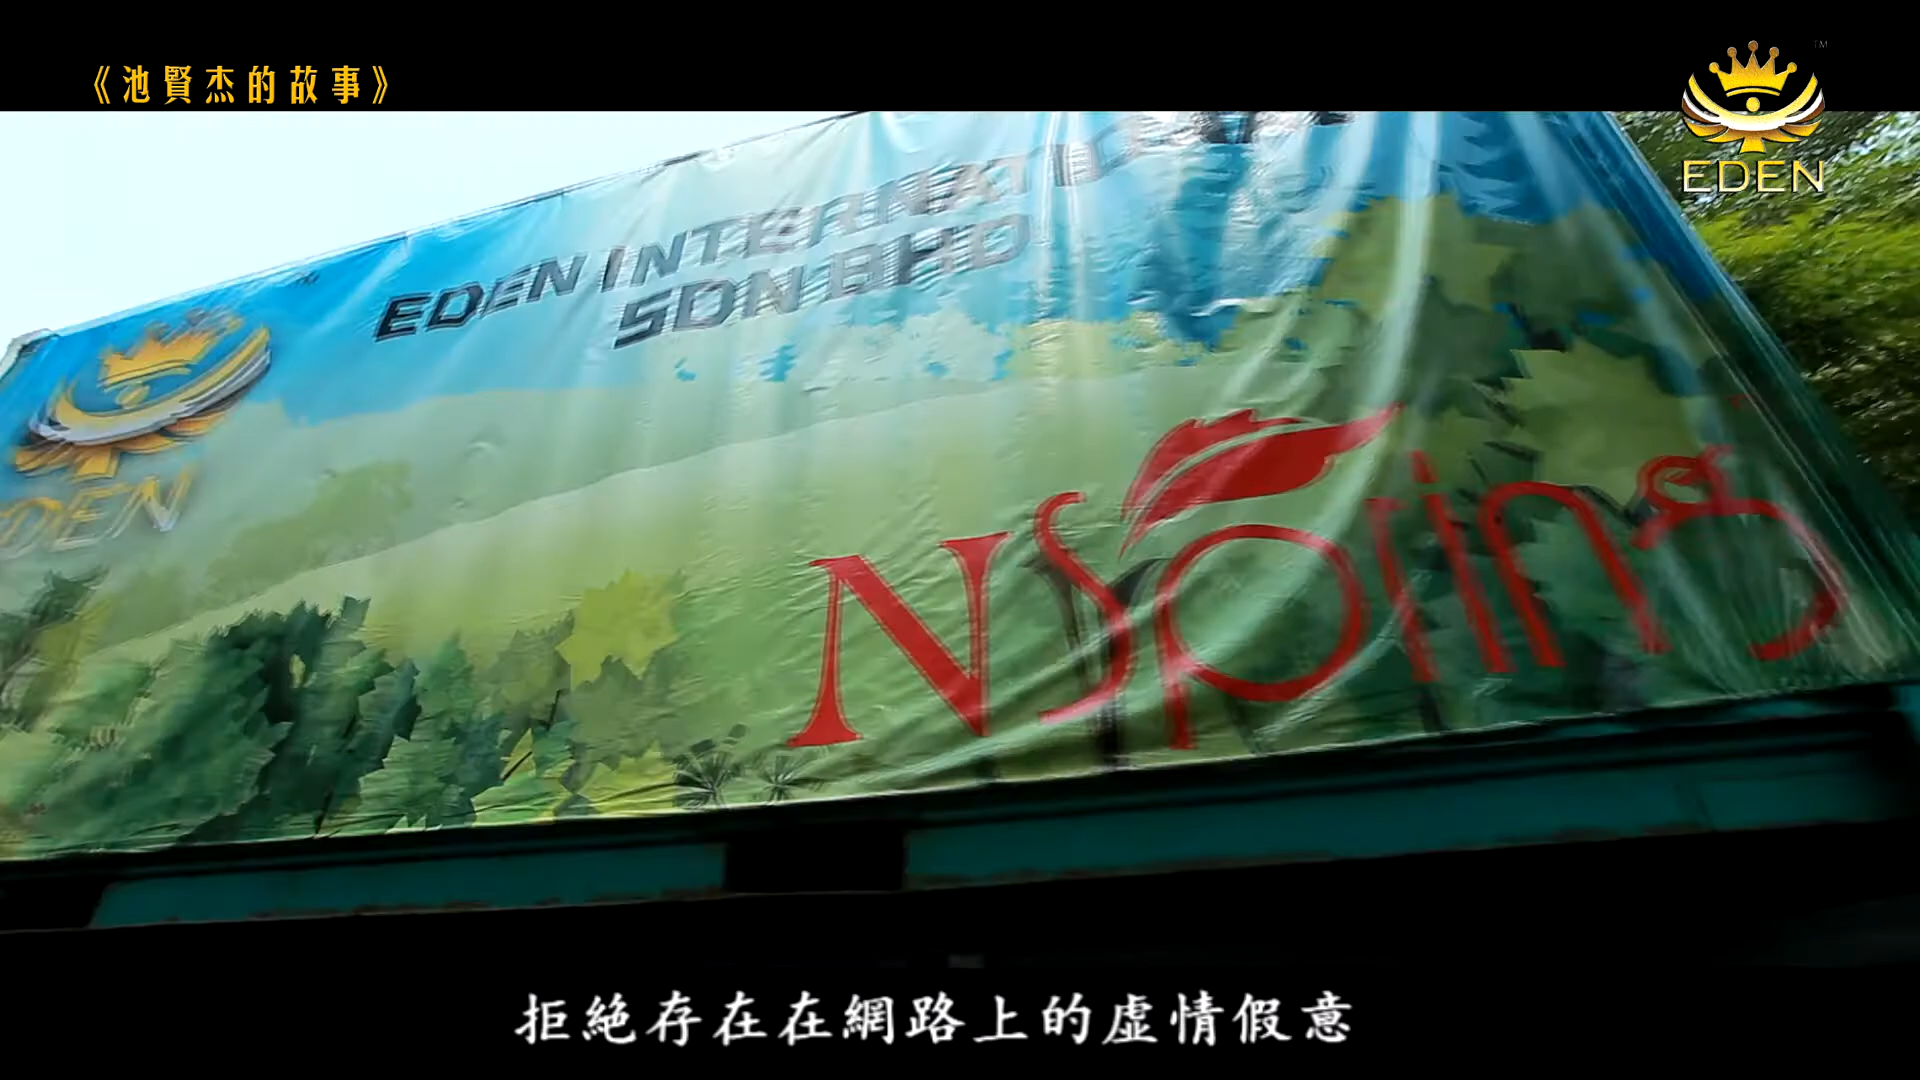 《池賢杰的故事》
TM
EDEN
EDEN INTERNATIONAL
SDN BHD
EDEN
NSpring
拒絕存在在網路上的虛情假意